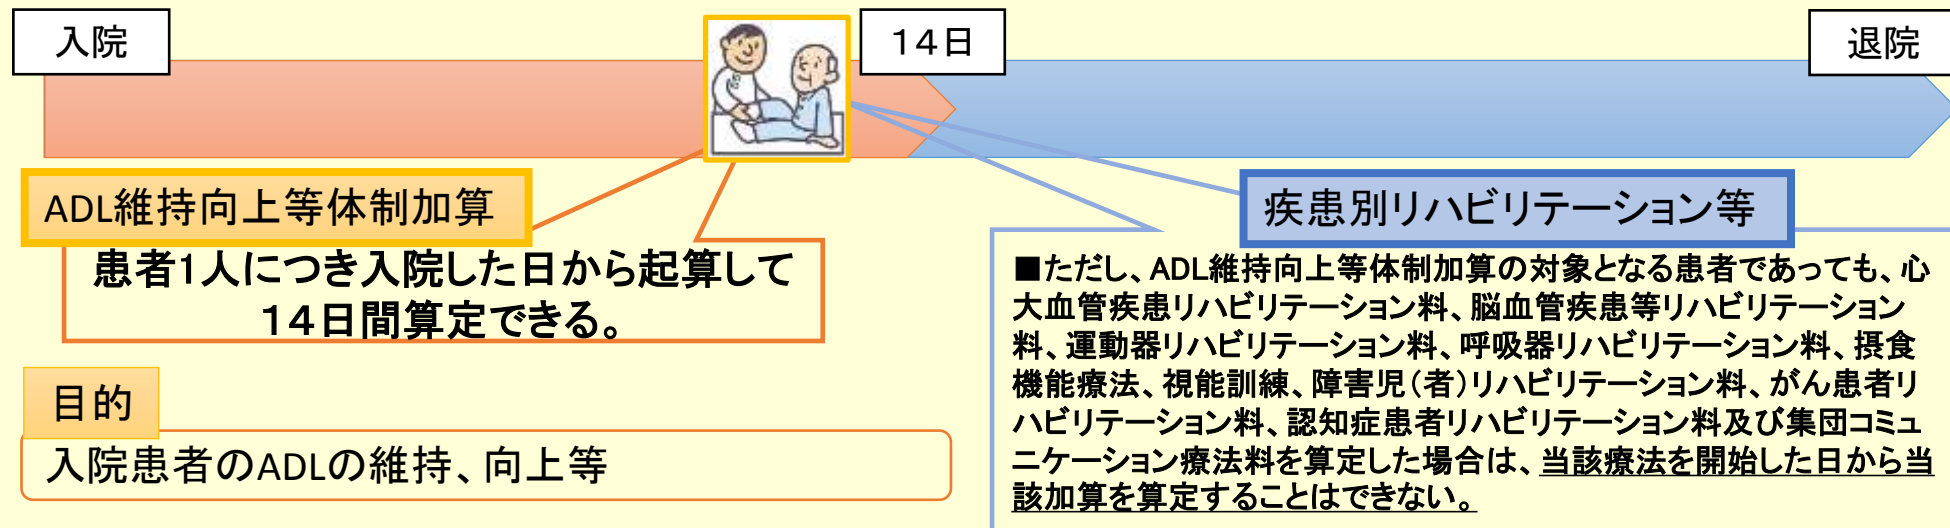 入院
14日
退院
ADL維持向上等体制加算
患者1人につき入院した日から起算して
14日間算定できる。
目的
入院患者のADLの維持、向上等
疾患別リハビリテーション等
■ただし、ADL維持向上等体制加算の対象となる患者であっても、心
大血管疾患リハビリテーション料、脳血管疾患等リハビリテーション
料、運動器リハビリテーション料、呼吸器リハビリテーション料、摂食
機能療法、視能訓練、障害児(者)リハビリテーション料、がん患者リ
ハビリテーション料、認知症患者リハビリテーション料及び集団コミュ
ニケーション療法料を算定した場合は、当該療法を開始した日から当
該加算を算定することはできない。